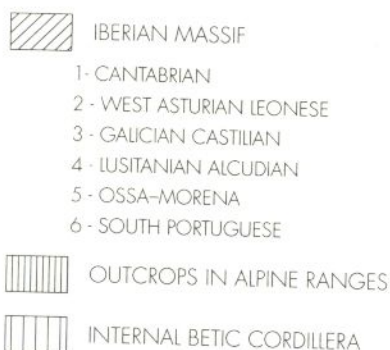 IBERIAN MASSIF
1- CANTABRIAN
2 - WEST ASTURIAN LEONESE
3 - GALICIAN CASTILIAN
4 - LUSITANIAN ALCUDIAN
5 - OSSA–MORENA
6 - SOUTH PORTUGUESE
OUTCROPS IN ALPINE RANGES
INTERNAL BETIC CORDILLERA